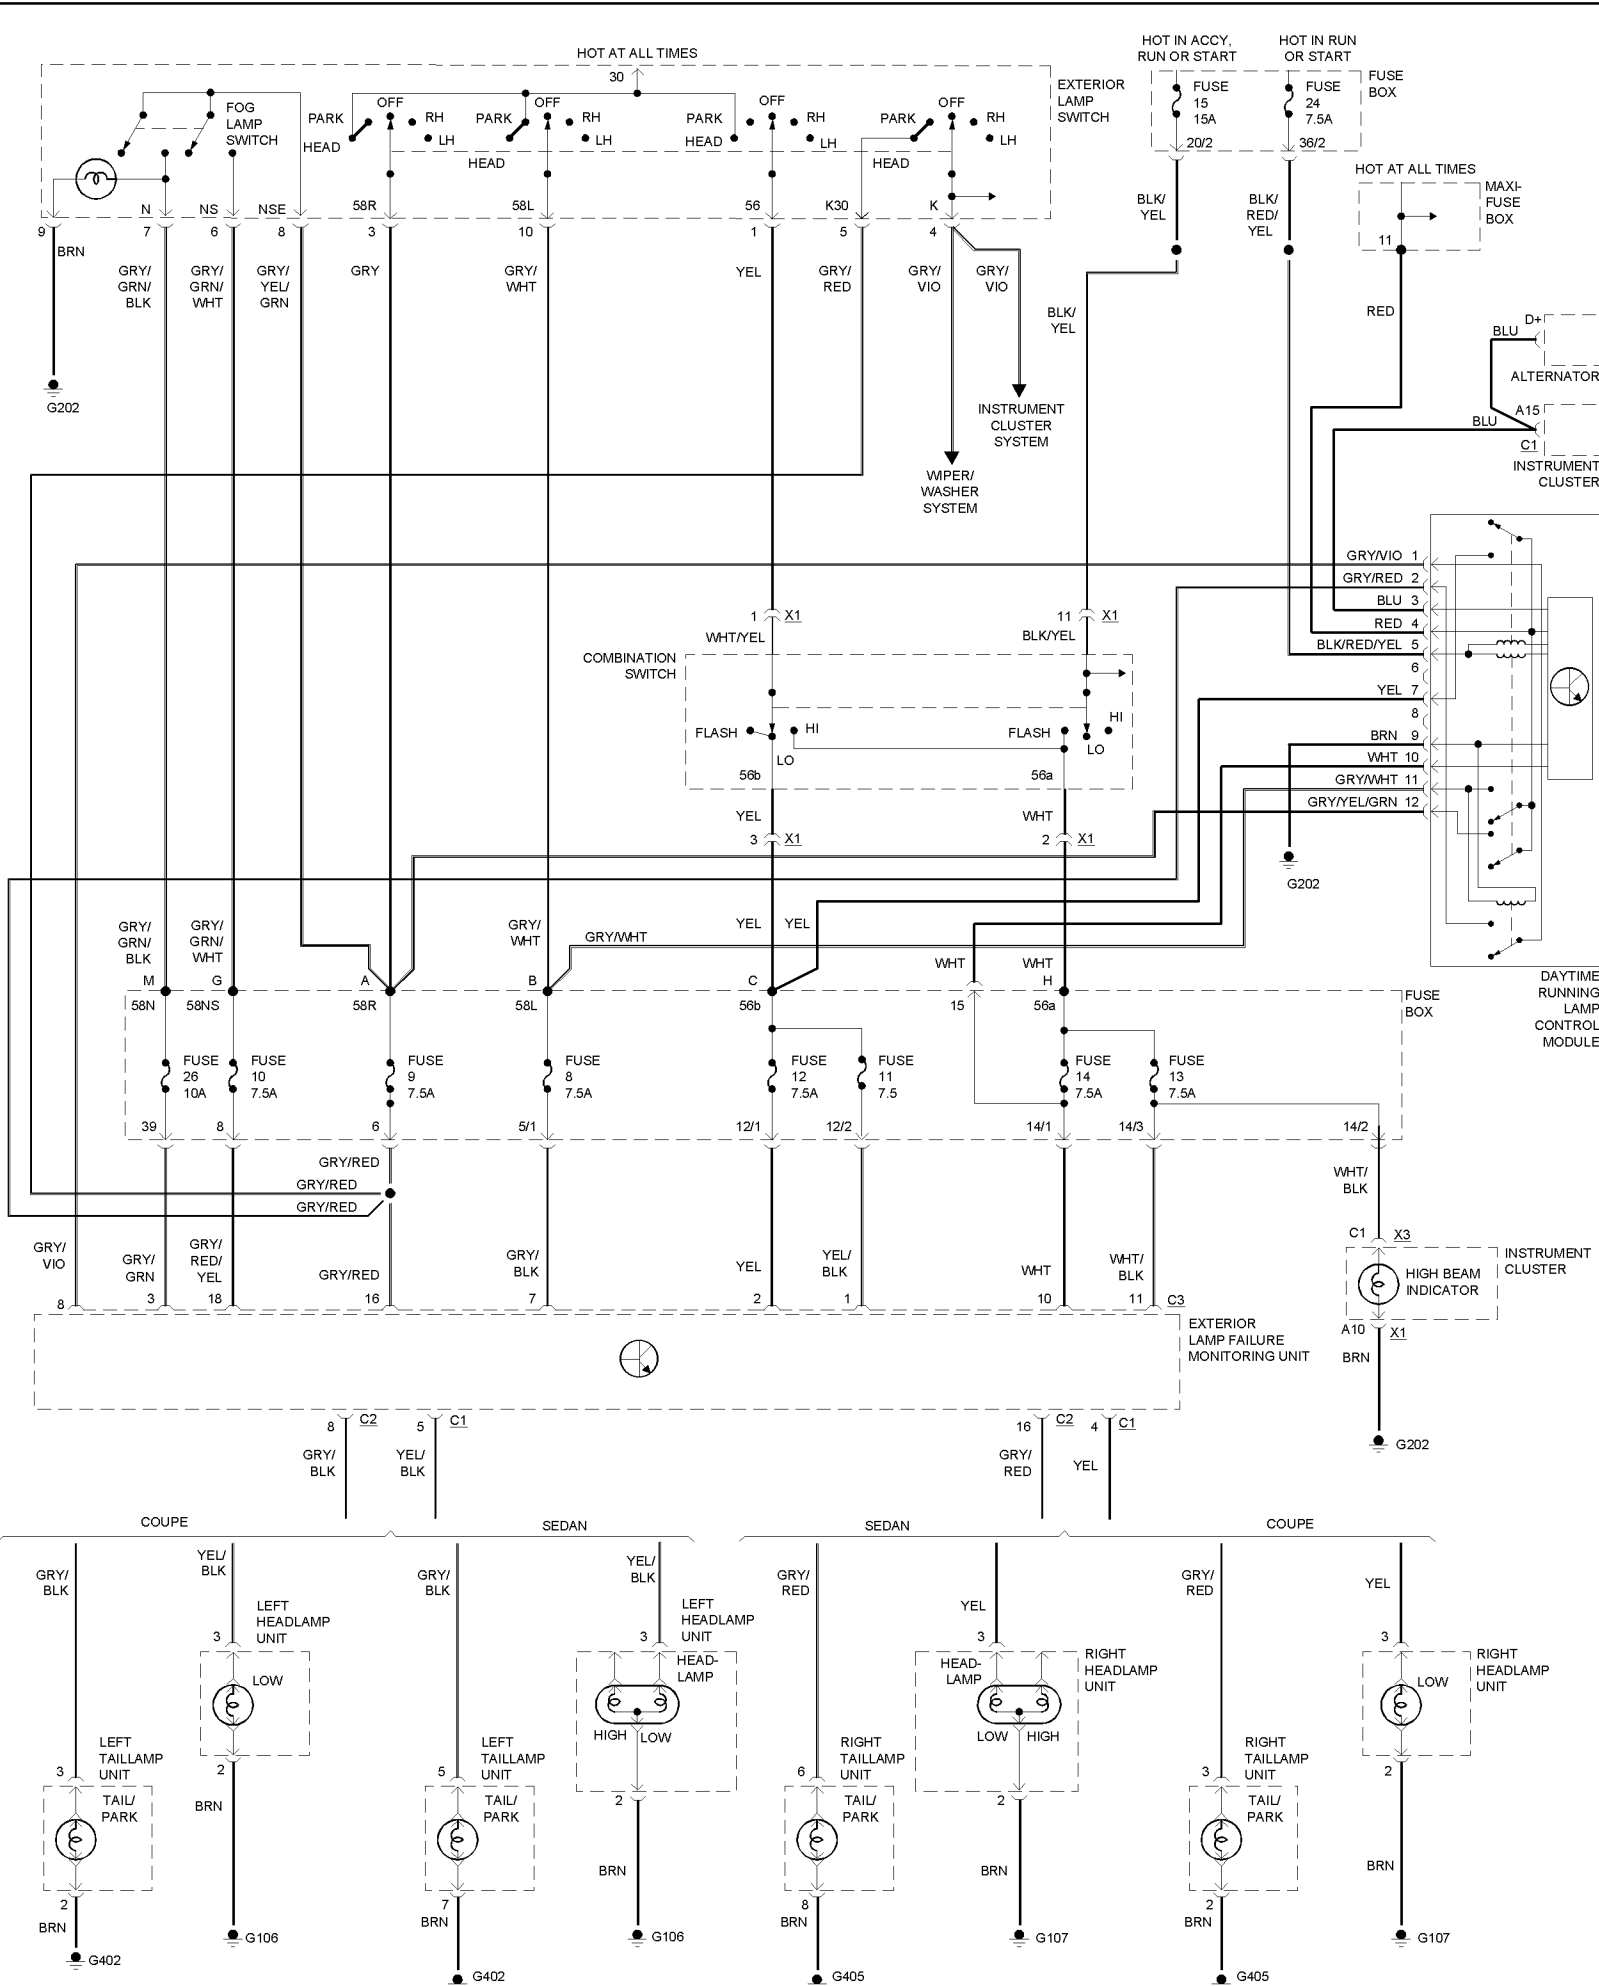 HOT AT ALL TIMES
30
HOT IN ACCY,
RUN OR START
HOT IN RUN
OR START
FUSE
BOX
FUSE
15
15A
20/2
FUSE
24
7.5A
36/2
EXTERIOR
LAMP
SWITCH
FOG
LAMP
SWITCH
PARK
OFF
RH
LH
HEAD
PARK
OFF
RH
LH
HEAD
PARK
OFF
RH
LH
HEAD
PARK
OFF
RH
LH
HEAD
N
NS
NSE
58R
58L
56
K30
K
9
7
6
8
3
10
1
5
4
BRN
GRY/
GRN/
BLK
GRY/
GRN/
WHT
GRY/
YEL/
GRN
GRY
GRY/
WHT
YEL
GRY/
RED
GRY/
VIO
GRY/
VIO
BLK/
YEL
BLK/
RED/
YEL
HOT AT ALL TIMES
MAXI-
FUSE
BOX
11
BLK/
YEL
RED
G202
INSTRUMENT
CLUSTER
SYSTEM
WIPER/
WASHER
SYSTEM
D+
BLU
ALTERNATOR
A15
BLU
C1
INSTRUMENT
CLUSTER
GRY/VIO 1
GRY/RED 2
BLU 3
RED 4
BLK/RED/YEL 5
6
YEL 7
8
BRN 9
WHT 10
GRY/WHT 11
GRY/YEL/GRN 12
1 X1
WHT/YEL
11 X1
BLK/YEL
COMBINATION
SWITCH
FLASH
HI
LO
56b
FLASH
HI
LO
56a
YEL
3 X1
WHT
2 X1
G202
GRY/
GRN/
BLK
GRY/
GRN/
WHT
GRY/
WHT
GRY/WHT
YEL
YEL
WHT
WHT
M
G
A
B
C
H
58N
58NS
58R
58L
56b
15
56a
FUSE
BOX
DAYTIME
RUNNING
LAMP
CONTROL
MODULE
FUSE
26
10A
FUSE
10
7.5A
FUSE
9
7.5A
FUSE
8
7.5A
FUSE
12
7.5A
FUSE
11
7.5
FUSE
14
7.5A
FUSE
13
7.5A
39
8
6
5/1
12/1
12/2
14/1
14/3
14/2
GRY/RED
GRY/RED
GRY/RED
WHT/
BLK
GRY/
VIO
GRY/
GRN
GRY/
RED/
YEL
GRY/RED
GRY/
BLK
YEL
YEL/
BLK
WHT
WHT/
BLK
8
3
18
16
7
2
1
10
11
C3
C1 X3
INSTRUMENT
CLUSTER
HIGH BEAM
INDICATOR
A10 X1
BRN
G202
EXTERIOR
LAMP FAILURE
MONITORING UNIT
8 C2
5 C1
16 C2
4 C1
GRY/
BLK
YEL/
BLK
GRY/
RED
YEL
COUPE
SEDAN
SEDAN
COUPE
GRY/
BLK
YEL/
BLK
GRY/
BLK
YEL/
BLK
GRY/
RED
YEL
GRY/
RED
YEL
LEFT
HEADLAMP
UNIT
3
LOW
2
BRN
G106
LEFT
TAILLAMP
UNIT
3
TAIL/
PARK
2
BRN
G402
LEFT
TAILLAMP
UNIT
5
TAIL/
PARK
7
BRN
G402
LEFT
HEADLAMP
UNIT
3
HEAD-
LAMP
HIGH
LOW
2
BRN
G106
RIGHT
TAILLAMP
UNIT
6
TAIL/
PARK
8
BRN
G405
RIGHT
HEADLAMP
UNIT
3
HEAD-
LAMP
LOW
HIGH
2
BRN
G107
RIGHT
TAILLAMP
UNIT
3
TAIL/
PARK
2
BRN
G405
RIGHT
HEADLAMP
UNIT
3
LOW
2
BRN
G107